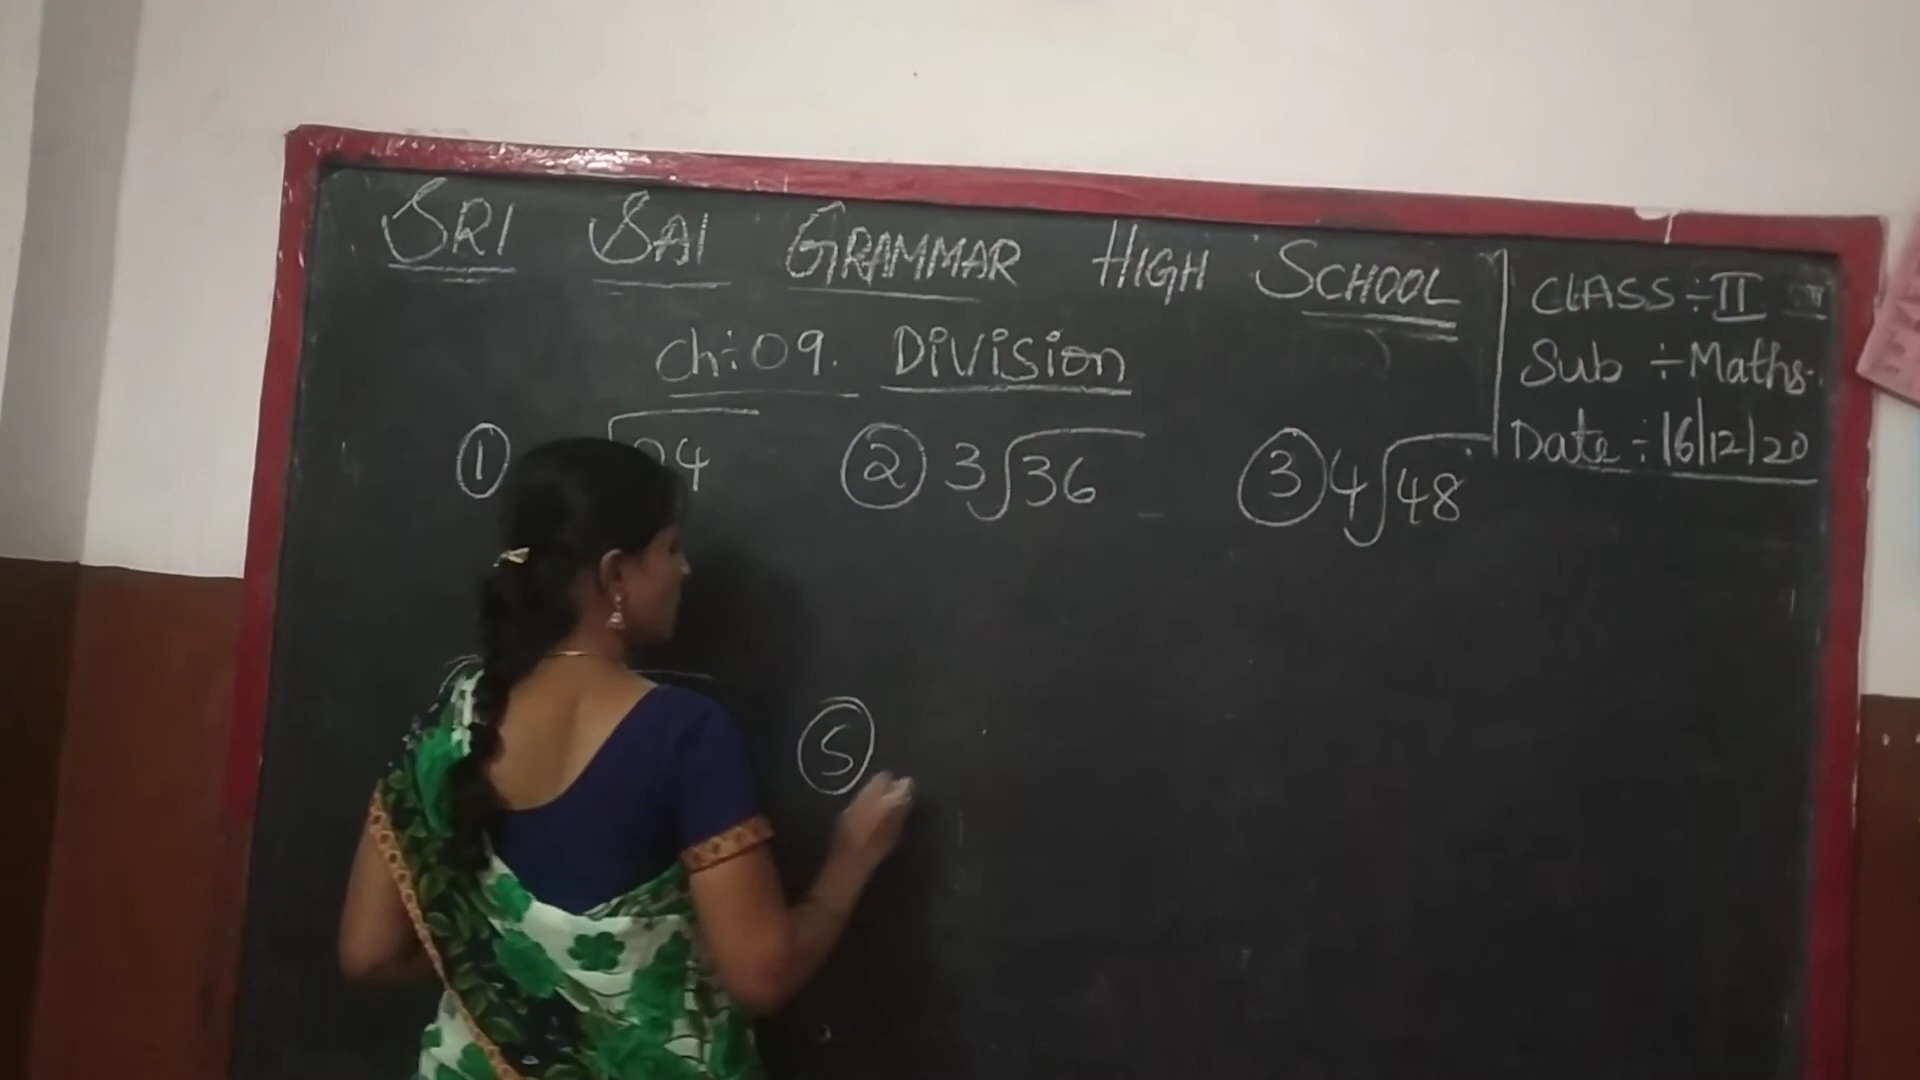 SRI SAI GRAMMAR HIGH SCHOOL
CLASS ÷ II
Sub ÷ Maths.
Date ÷ 16/12/20
Ch ÷ 09. Division
① 24
② 3√36
③ 4√48
⑤